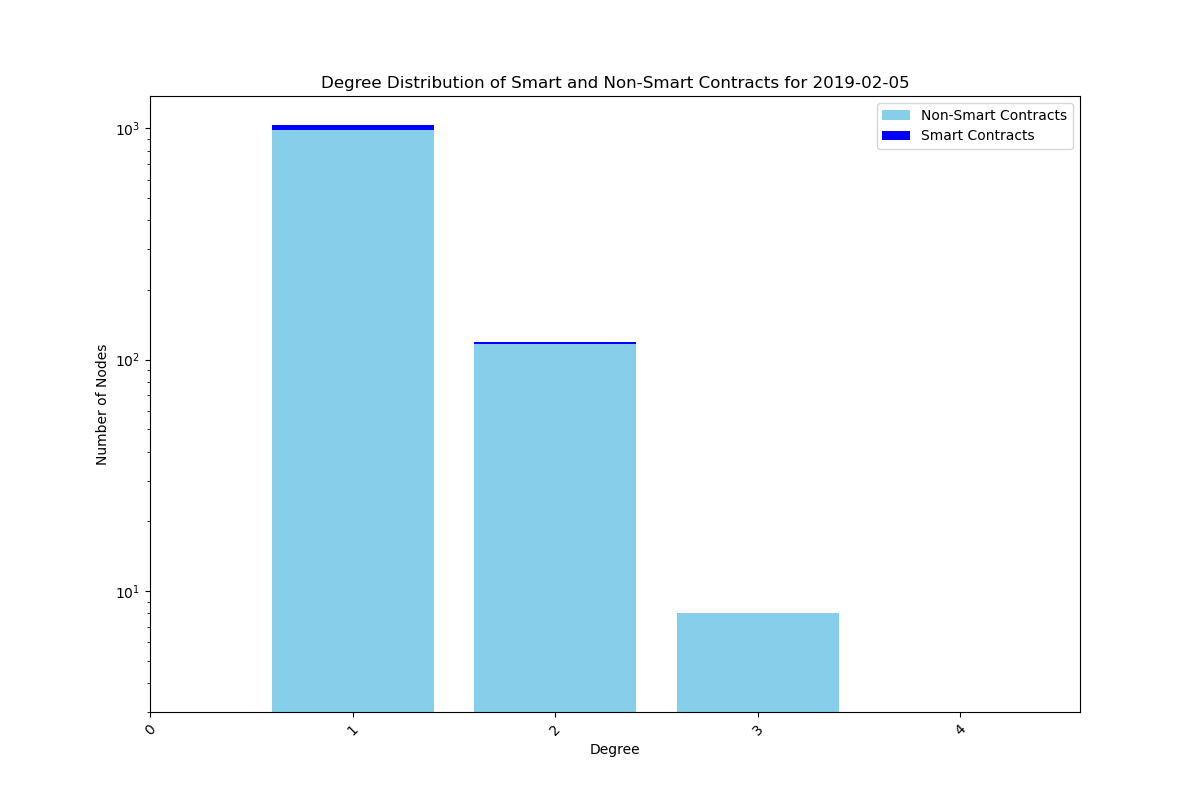 Degree Distribution of Smart and Non-Smart Contracts for 2019-02-05
Non-Smart Contracts
Smart Contracts
10³
10²
10¹
Number of Nodes
0 1 2 3 4
Degree